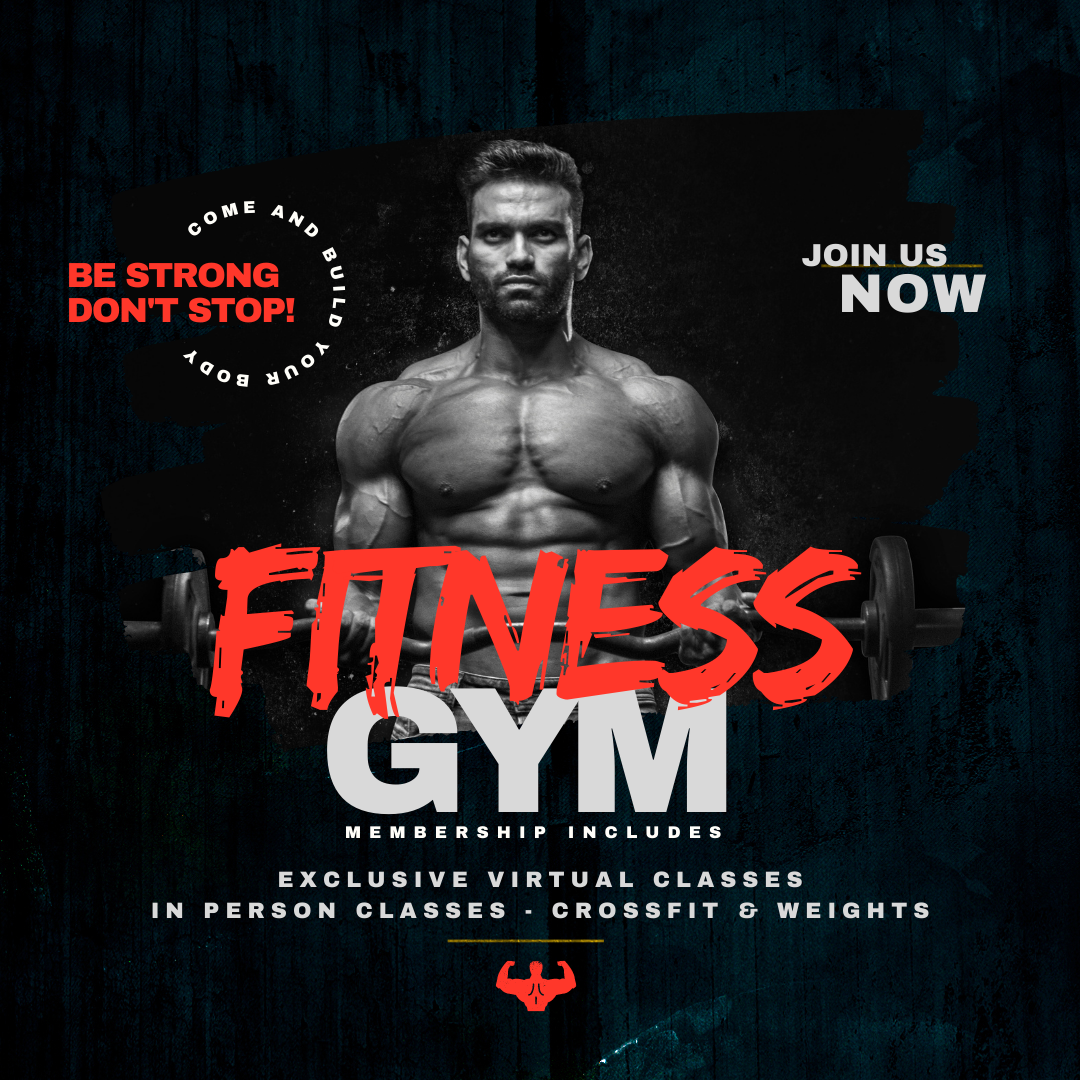 COME AND BUILD YOUR BODY
BE STRONG
DON'T STOP!
JOIN US
NOW
FITNESS
GYM
MEMBERSHIP INCLUDES
EXCLUSIVE VIRTUAL CLASSES
IN PERSON CLASSES - CROSSFIT & WEIGHTS